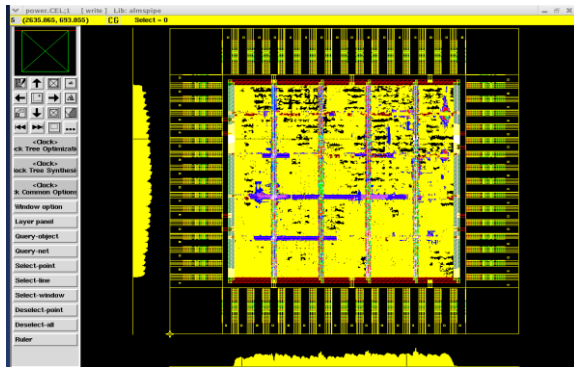 power.CEL;1 [ write ] Lib: almspipe
S (2635.865, 693.855) CG Select = 0
<Clock>
ck Tree Optimizati
<Clock>
ock Tree Synthesi
<Clock>
k Common Option
Window option
Layer panel
Query-object
Query-net
Select-point
Select-line
Select-window
Deselect-point
Deselect-all
Ruler